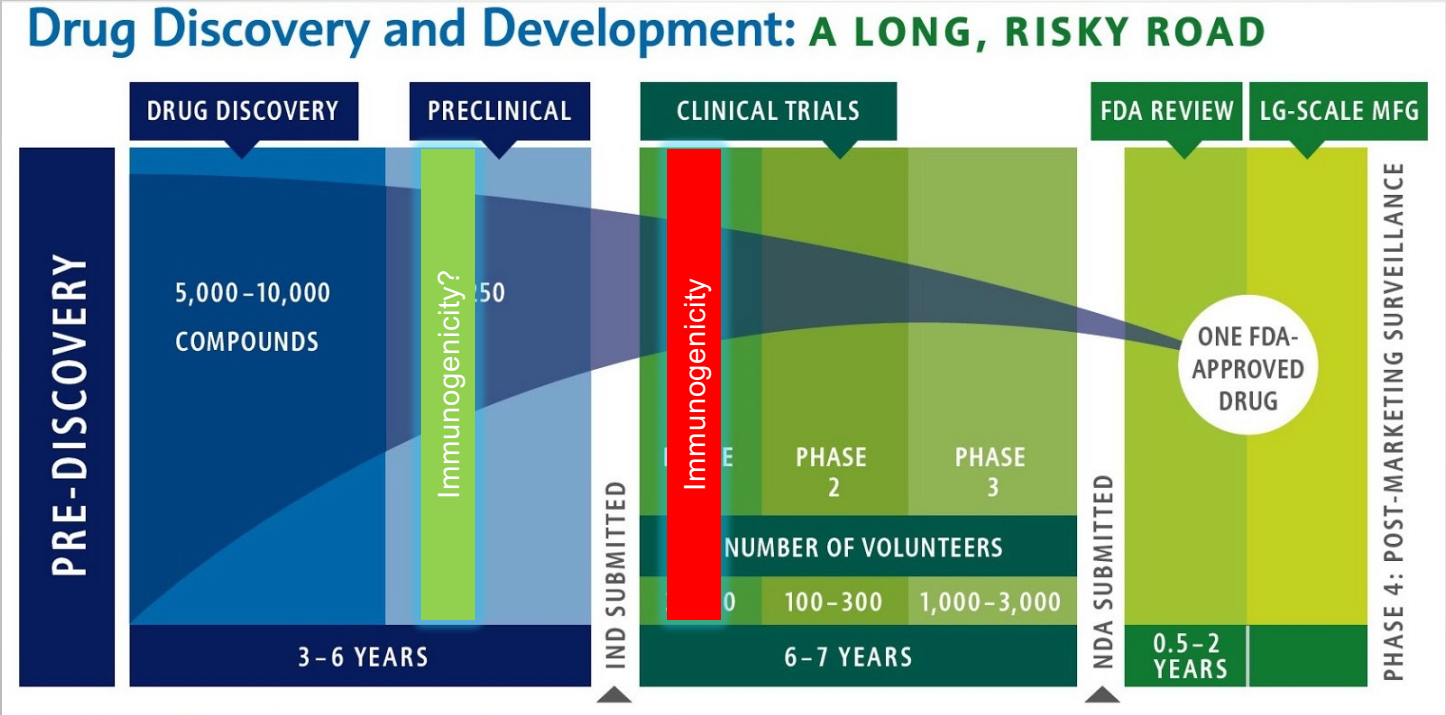 Drug Discovery and Development: A LONG, RISKY ROAD
DRUG DISCOVERY
PRECLINICAL
CLINICAL TRIALS
FDA REVIEW
LG-SCALE MFG
PRE-DISCOVERY
5,000–10,000
COMPOUNDS
Immunogenicity?
250
3–6 YEARS
IND SUBMITTED
Immunogenicity
PHASE
2
PHASE
3
NUMBER OF VOLUNTEERS
100–300
1,000–3,000
6–7 YEARS
NDA SUBMITTED
ONE FDA-
APPROVED
DRUG
0.5–2
YEARS
PHASE 4: POST-MARKETING SURVEILLANCE